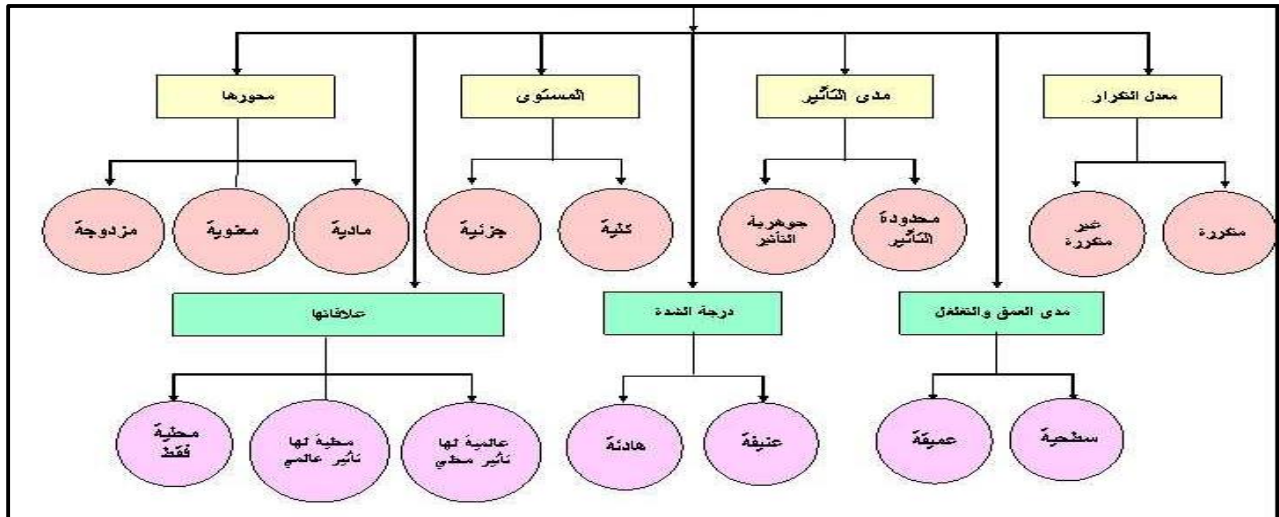 معدل التكرار
مدى التأثير
المستوى
محورها
متكررة
غير
متكررة
محدودة
التأثير
جوهرية
التأثير
كلية
جزئية
مادية
معنوية
مزدوجة
مدى العمق والتغلغل
درجة الشدة
علاقاتها
سطحية
عميقة
عنيفة
هادئة
عالمية لها
تأثير محلي
محلية لها
تأثير عالمي
محلية
فقط